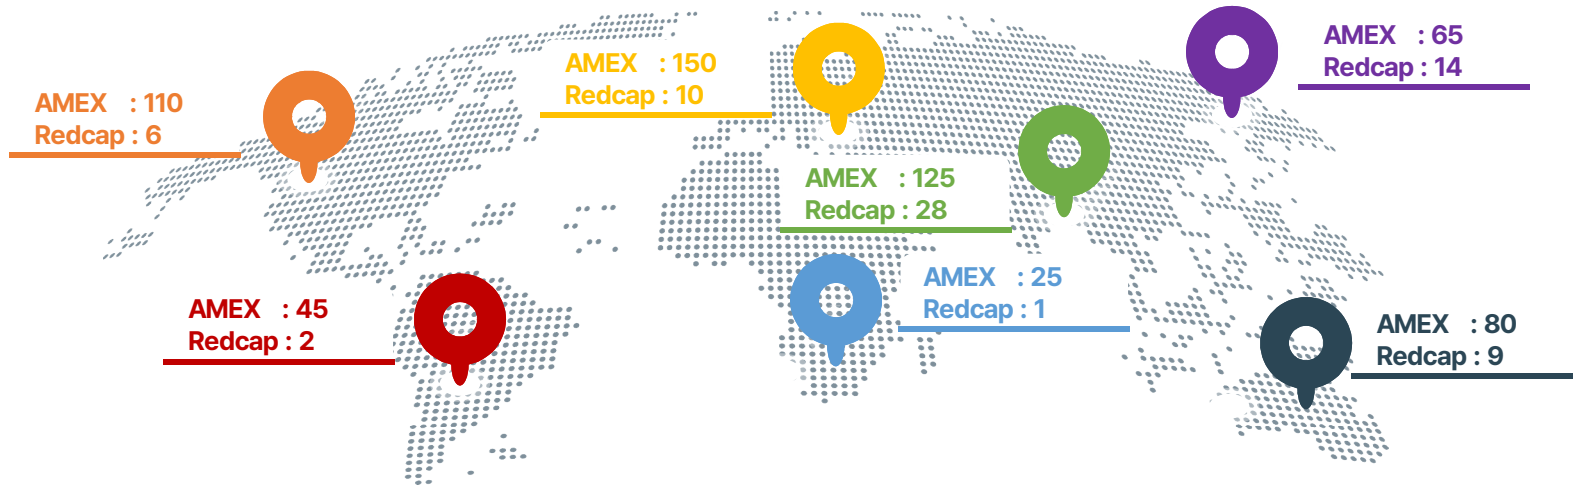 AMEX : 65
Redcap : 14
AMEX : 150
Redcap : 10
AMEX : 110
Redcap : 6
AMEX : 125
Redcap : 28
AMEX : 25
Redcap : 1
AMEX : 45
Redcap : 2
AMEX : 80
Redcap : 9